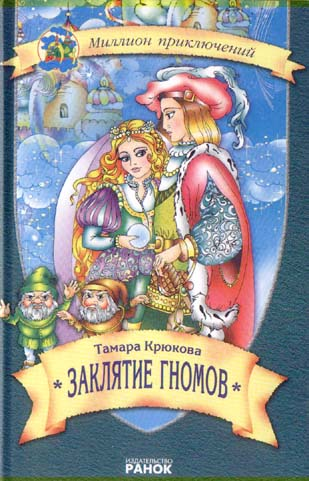 Миллион приключений
Тамара Крюкова
* ЗАКЛЯТИЕ ГНОМОВ *
ИЗДАТЕЛЬСТВО
РАНОК